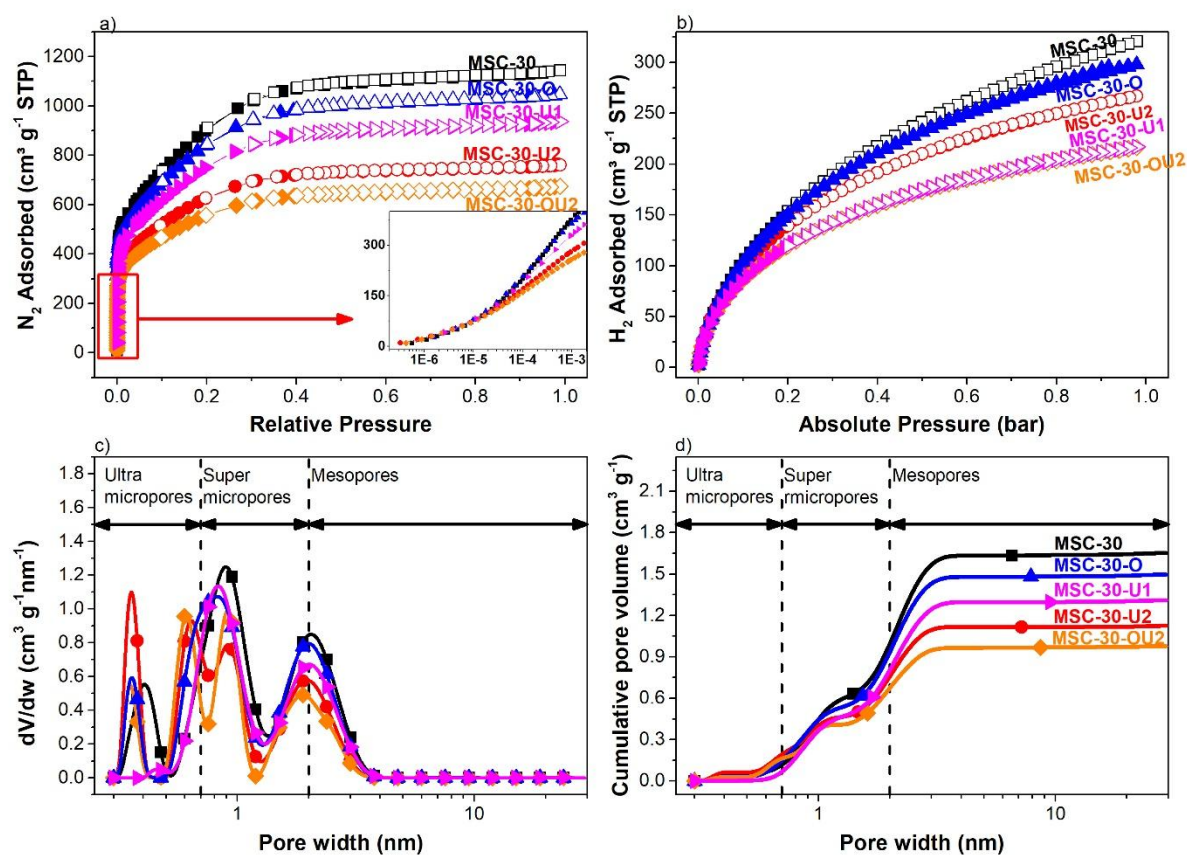 a)
N₂ Adsorbed (cm³ g⁻¹ STP)
1200
1000
800
600
400
200
0
MSC-30
MSC-30-O
MSC-30-U1
MSC-30-U2
MSC-30-OU2
300
150
0
1E-6 1E-5 1E-4 1E-3
0.0 0.2 0.4 0.6 0.8 1.0
Relative Pressure
b)
H₂ Adsorbed (cm³ g⁻¹ STP)
300
250
200
150
100
50
0
MSC-30
MSC-30-O
MSC-30-U2
MSC-30-U1
MSC-30-OU2
0.0 0.2 0.4 0.6 0.8 1.0
Absolute Pressure (bar)
c)
dV/dw (cm³ g⁻¹nm⁻¹)
1.8
1.6
1.4
1.2
1.0
0.8
0.6
0.4
0.2
0.0
Ultra Super Mesopores
micropores micropores
1 10
Pore width (nm)
d)
Cumulative pore volume (cm³ g⁻¹)
2.1
1.8
1.5
1.2
0.9
0.6
0.3
0.0
Ultra Super Mesopores
micropores micropores
MSC-30
MSC-30-O
MSC-30-U1
MSC-30-U2
MSC-30-OU2
1 10
Pore width (nm)